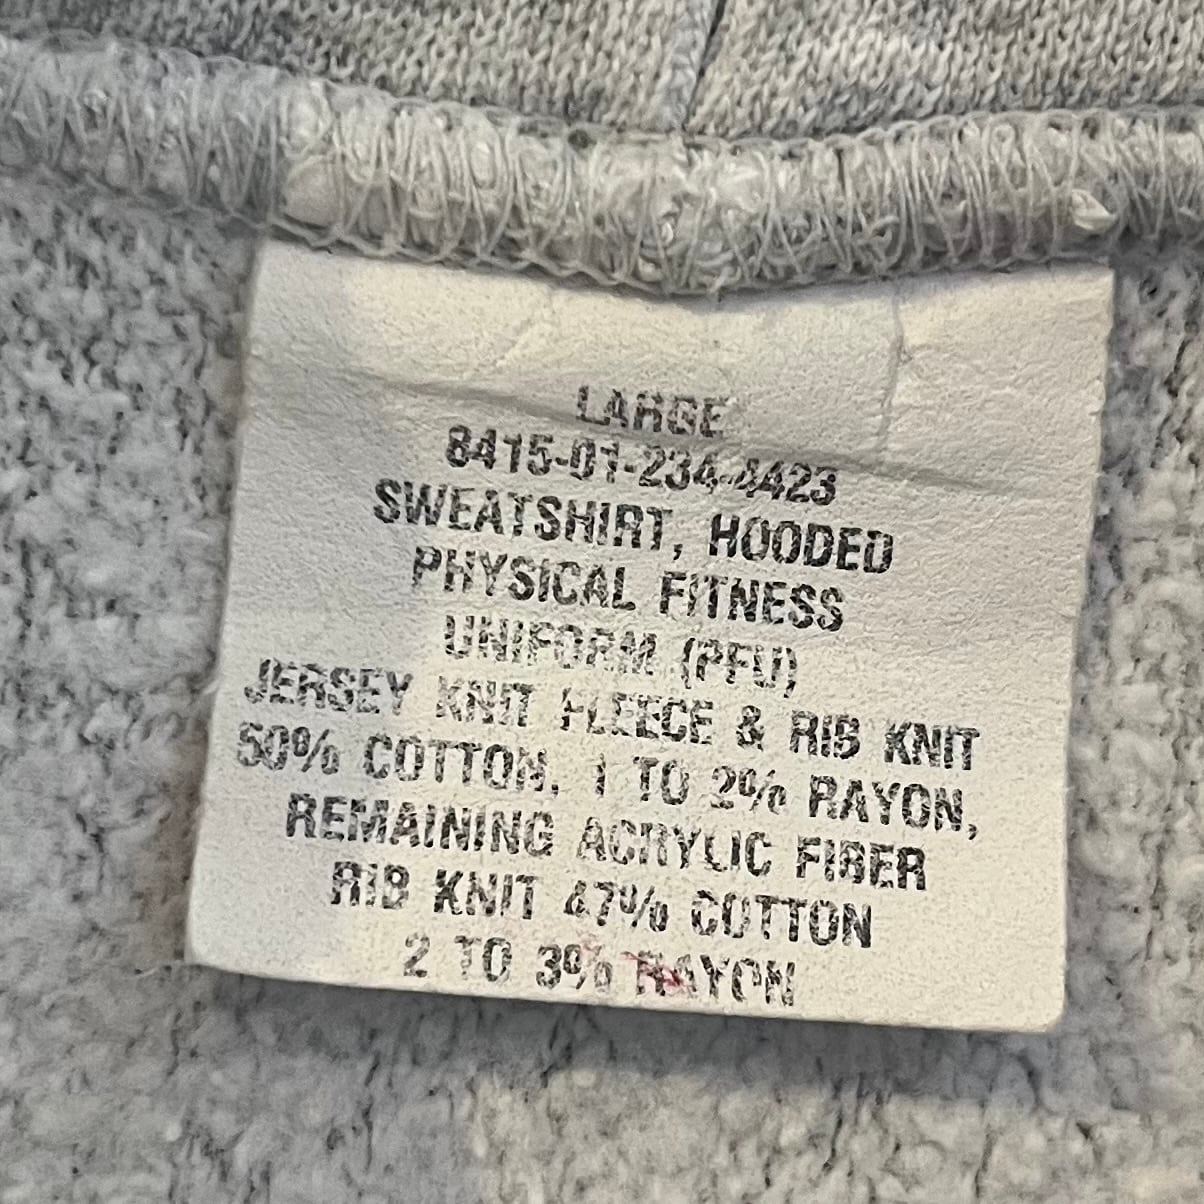 LARGE
8415-01-234-4423
SWEATSHIRT, HOODED
PHYSICAL FITNESS
UNIFORM (PFU)
JERSEY KNIT FLEECE & RIB KNIT
50% COTTON, 1 TO 2% RAYON,
REMAINING ACRYLIC FIBER
RIB KNIT 47% COTTON
2 TO 3% RAYON